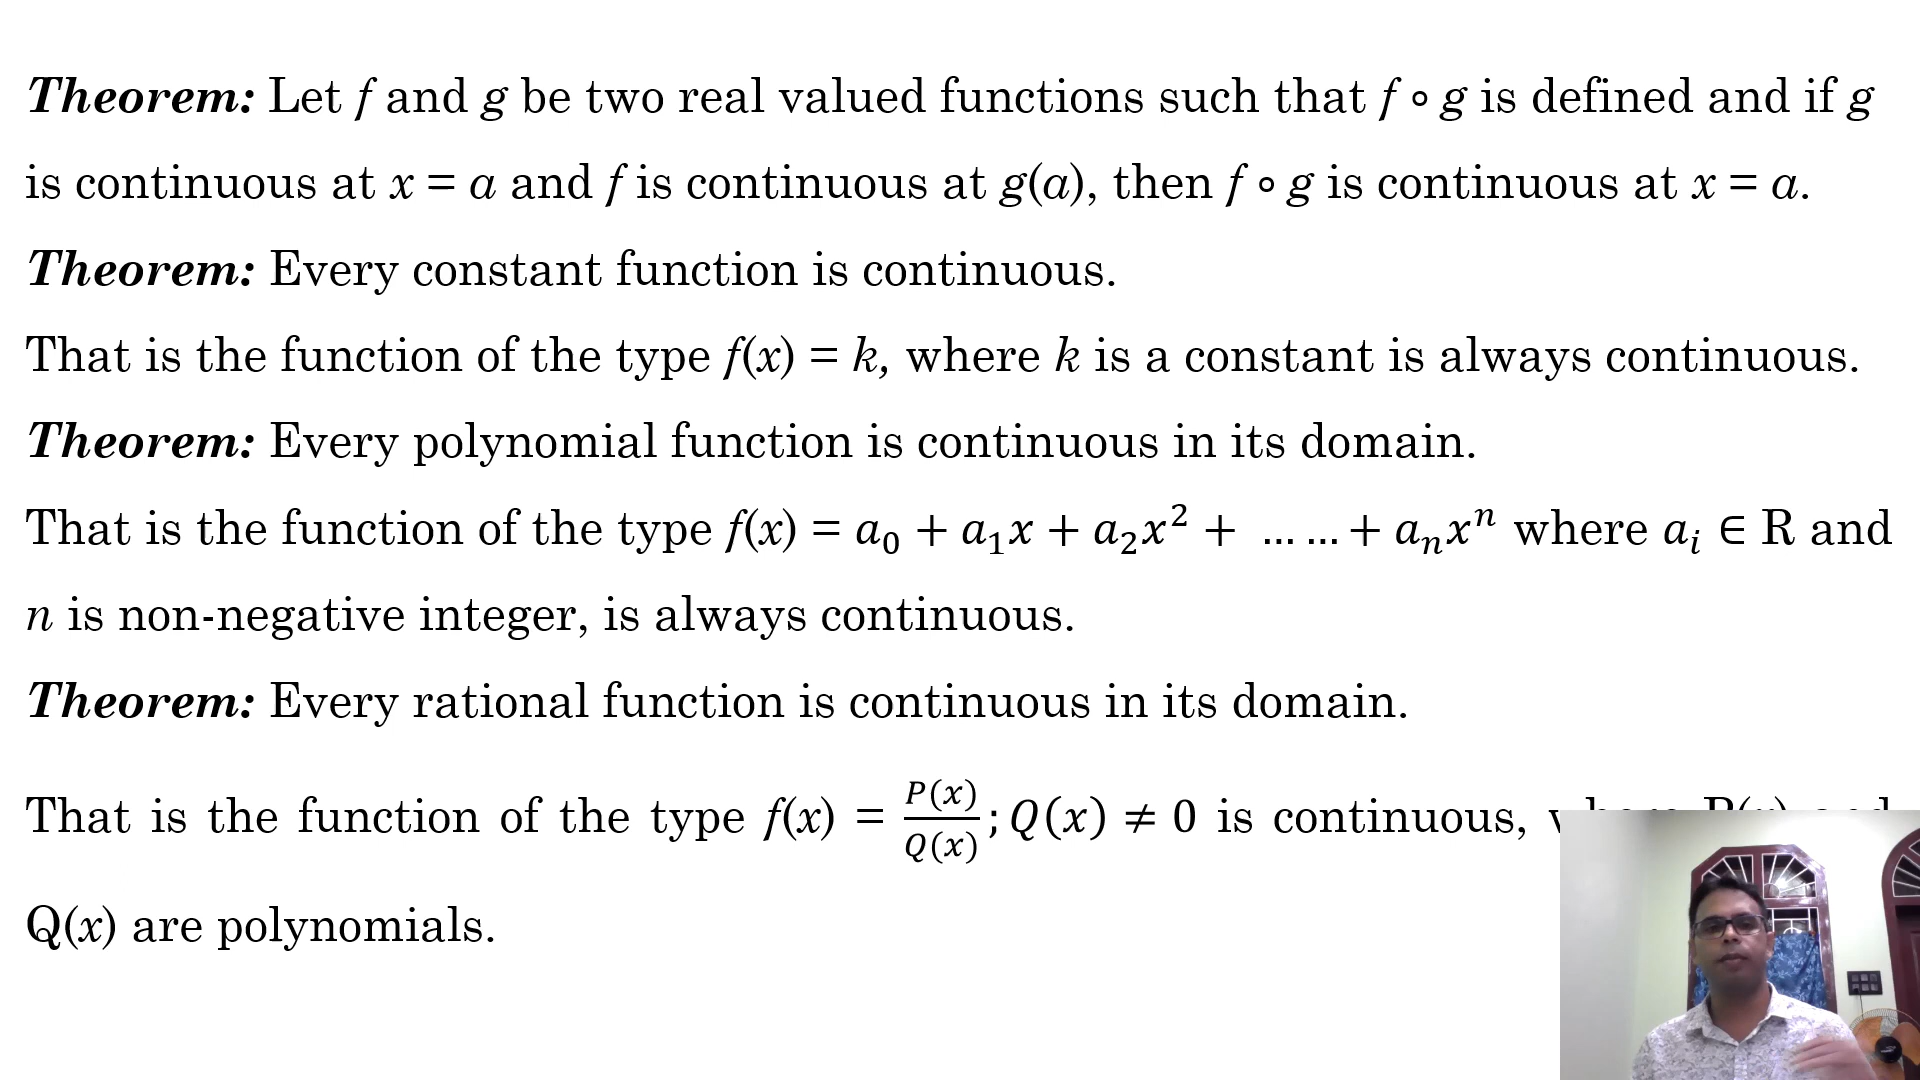 Theorem: Let f and g be two real valued functions such that f ∘ g is defined and if g
is continuous at x = a and f is continuous at g(a), then f ∘ g is continuous at x = a.
Theorem: Every constant function is continuous.
That is the function of the type f(x) = k, where k is a constant is always continuous.
Theorem: Every polynomial function is continuous in its domain.
That is the function of the type f(x) = a₀ + a₁x + a₂x² + … … + aₙxⁿ where aᵢ ∈ R and
n is non-negative integer, is always continuous.
Theorem: Every rational function is continuous in its domain.
That is the function of the type f(x) = P(x)/Q(x) ; Q(x) ≠ 0 is continuous,
Q(x) are polynomials.